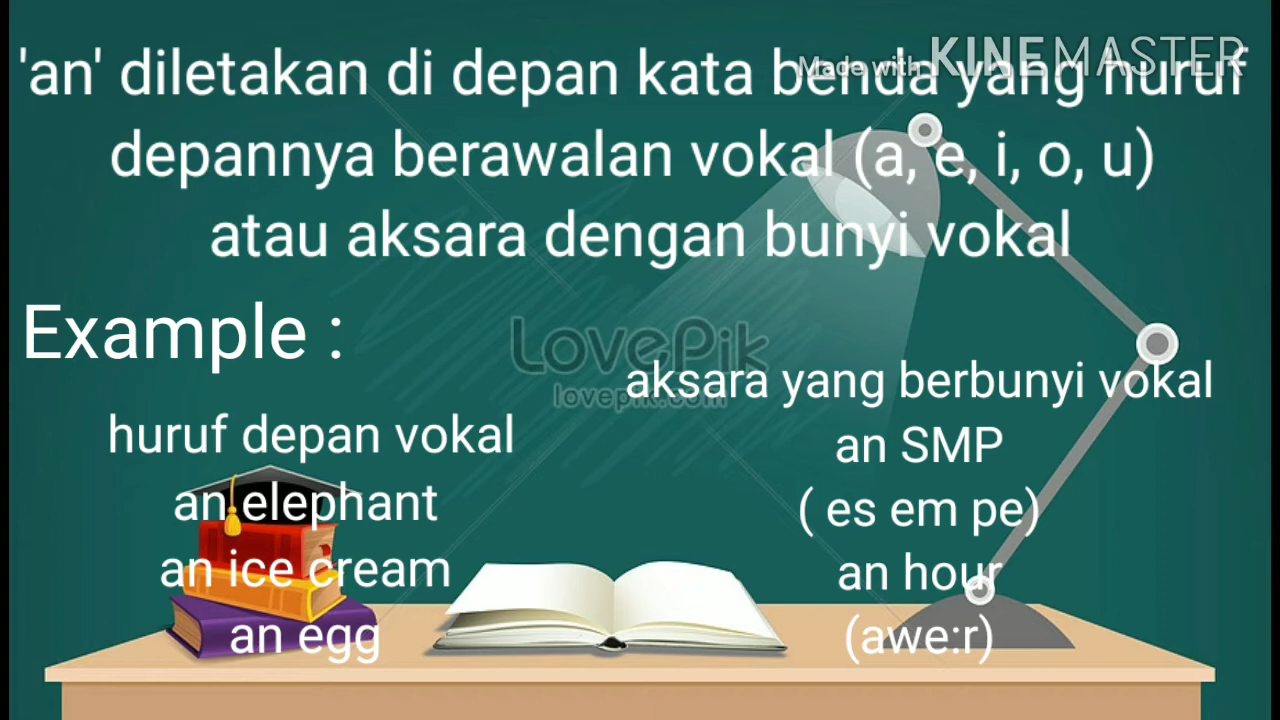 'an' diletakan di depan kata benda yang huruf
Made with KINEMASTER
depannya berawalan vokal (a, e, i, o, u)
atau aksara dengan bunyi vokal
Example :
LovePik
lovepik.com
huruf depan vokal
an elephant
an ice cream
an egg
aksara yang berbunyi vokal
an SMP
( es em pe)
an hour
(awe:r)